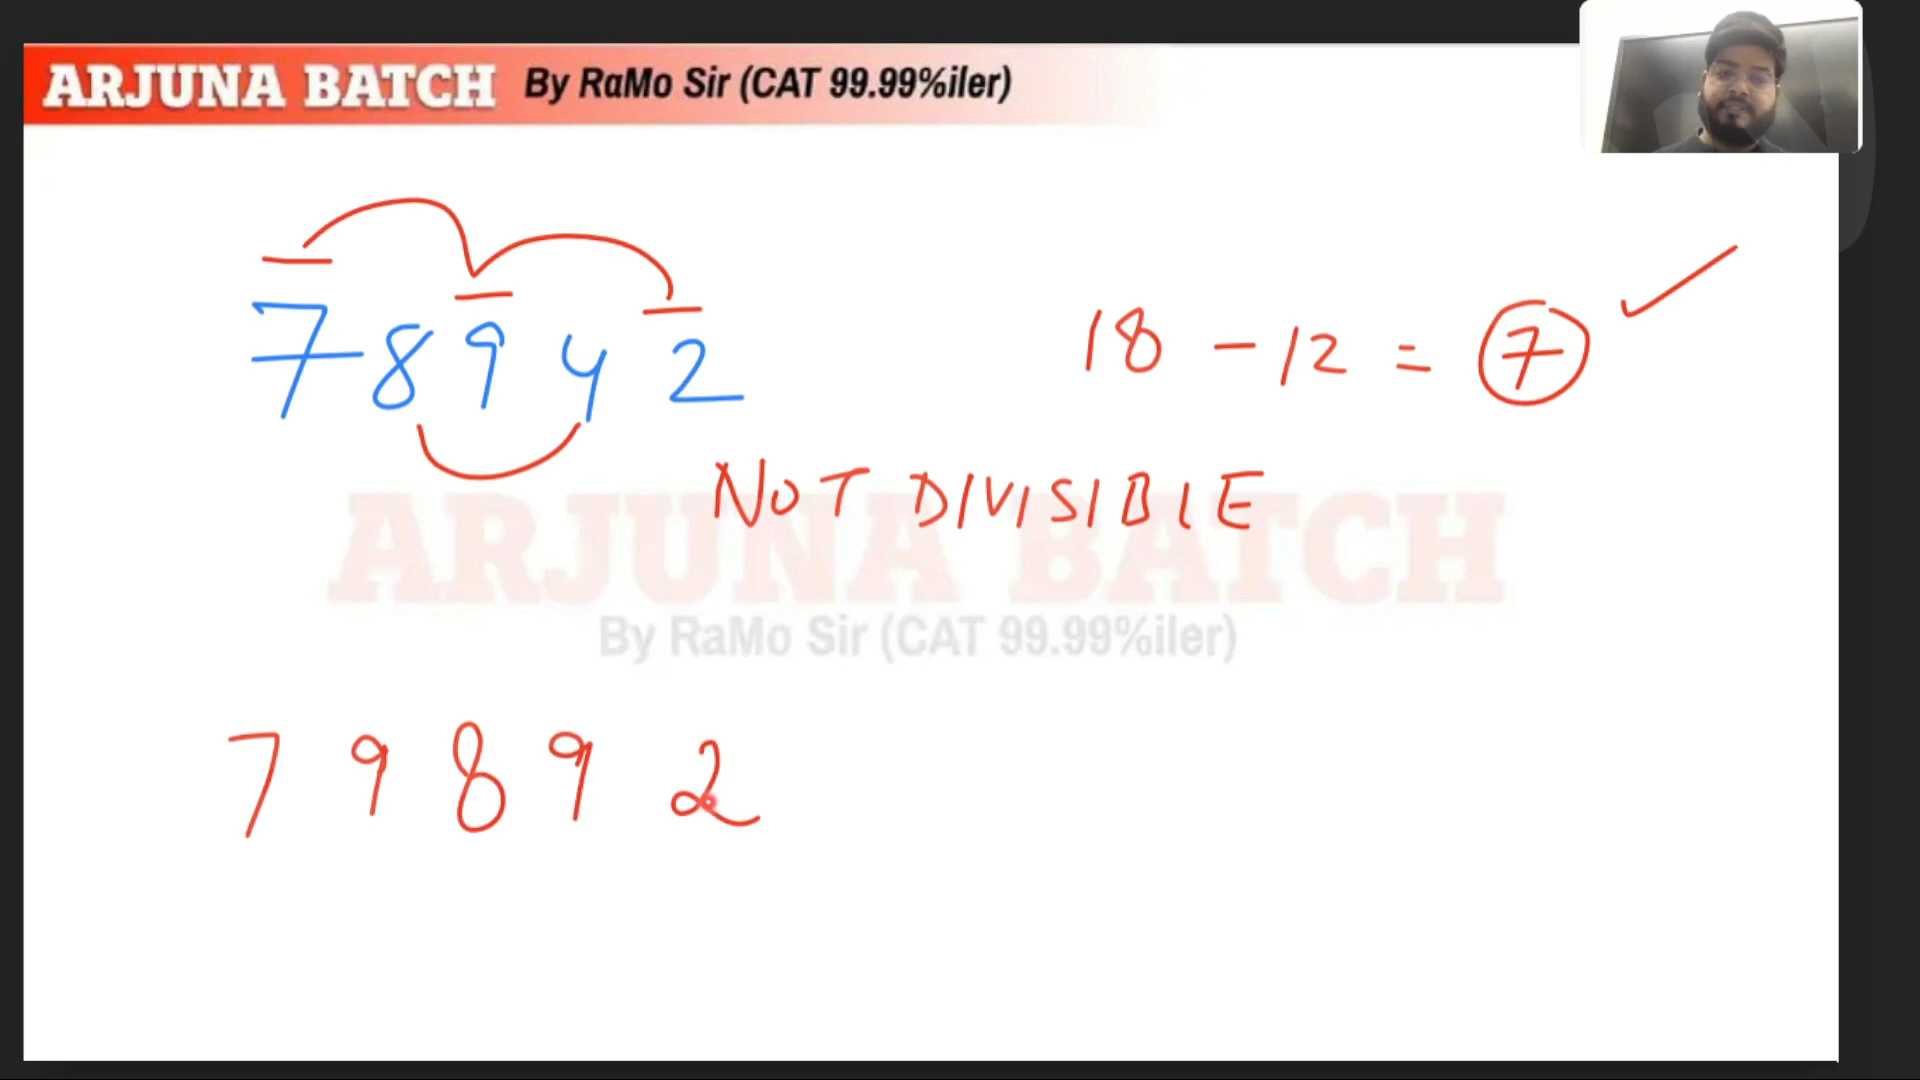 ARJUNA BATCH By RaMo Sir (CAT 99.99%iler)
78942
18 - 12 = 7
NOT DIVISIBLE
ARJUNA BATCH
By RaMo Sir (CAT 99.99%iler)
79892